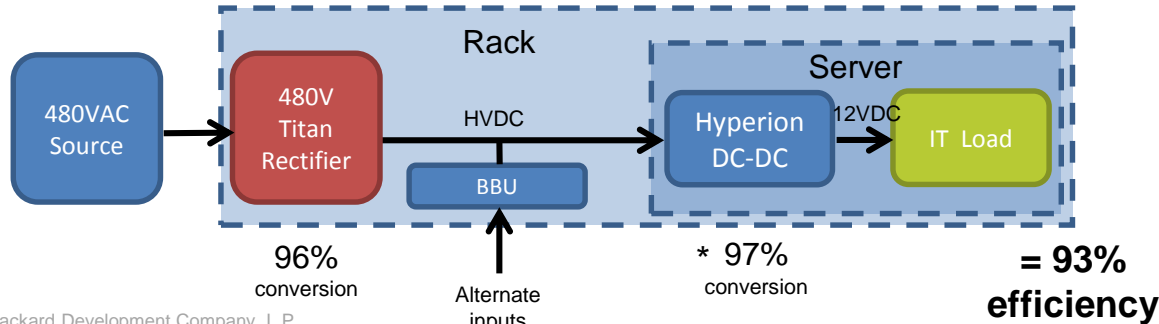 Rack
Server
480VAC
Source
480V
Titan
Rectifier
HVDC
BBU
Hyperion
DC-DC
12VDC
IT Load
96%
conversion
Alternate
inputs
* 97%
conversion
= 93%
efficiency
ackard Development Company, L.P.